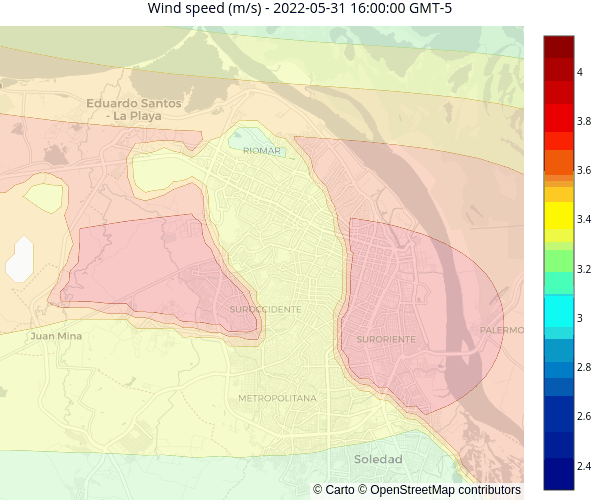 Wind speed (m/s) - 2022-05-31 16:00:00 GMT-5
Eduardo Santos
- La Playa
RIOMAR
SUROCCIDENTE
Juan Mina
SURORIENTE
PALERMO
METROPOLITANA
Soledad
© Carto © OpenStreetMap contributors
4
3.8
3.6
3.4
3.2
3
2.8
2.6
2.4